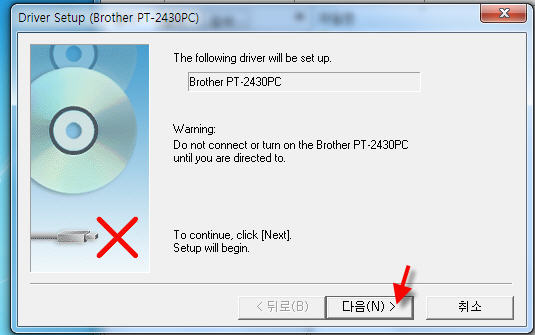 Driver Setup (Brother PT-2430PC)
The following driver will be set up.
Brother PT-2430PC
Warning:
Do not connect or turn on the Brother PT-2430PC
until you are directed to.
To continue, click [Next].
Setup will begin.
< 뒤로(B)
다음(N) >
취소